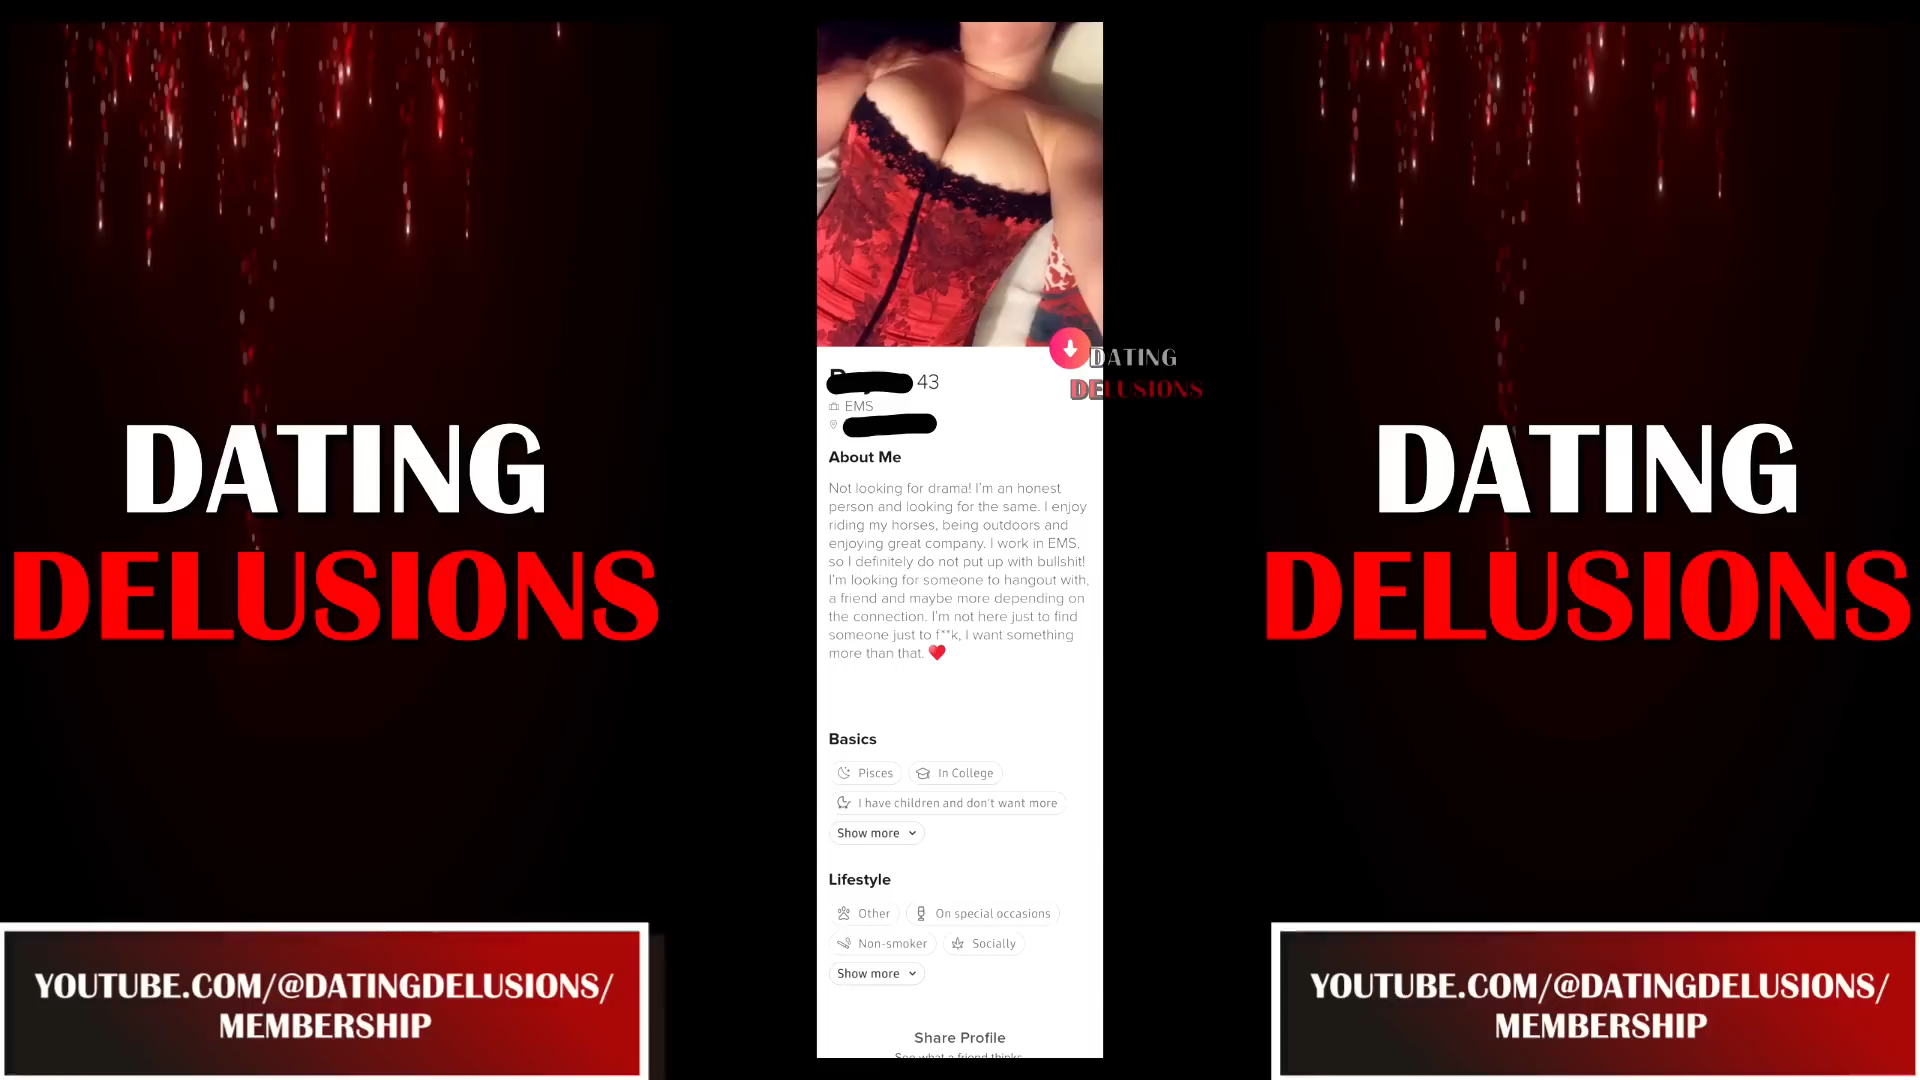 DATING
DELUSIONS
YOUTUBE.COM/@DATINGDELUSIONS/
MEMBERSHIP
43
EMS
About Me
Not looking for drama! I'm an honest
person and looking for the same. I enjoy
riding my horses, being outdoors and
enjoying great company. I work in EMS,
so I definitely do not put up with bullshit!
I'm looking for someone to hangout with,
a friend and maybe more depending on
the connection. I'm not here just to find
someone just to f**k, I want something
more than that. ❤️
Basics
Pisces
In College
I have children and don't want more
Show more
Lifestyle
Other
On special occasions
Non-smoker
Socially
Show more
Share Profile
See what a friend thinks
DATING
DELUSIONS
DATING
DELUSIONS
YOUTUBE.COM/@DATINGDELUSIONS/
MEMBERSHIP